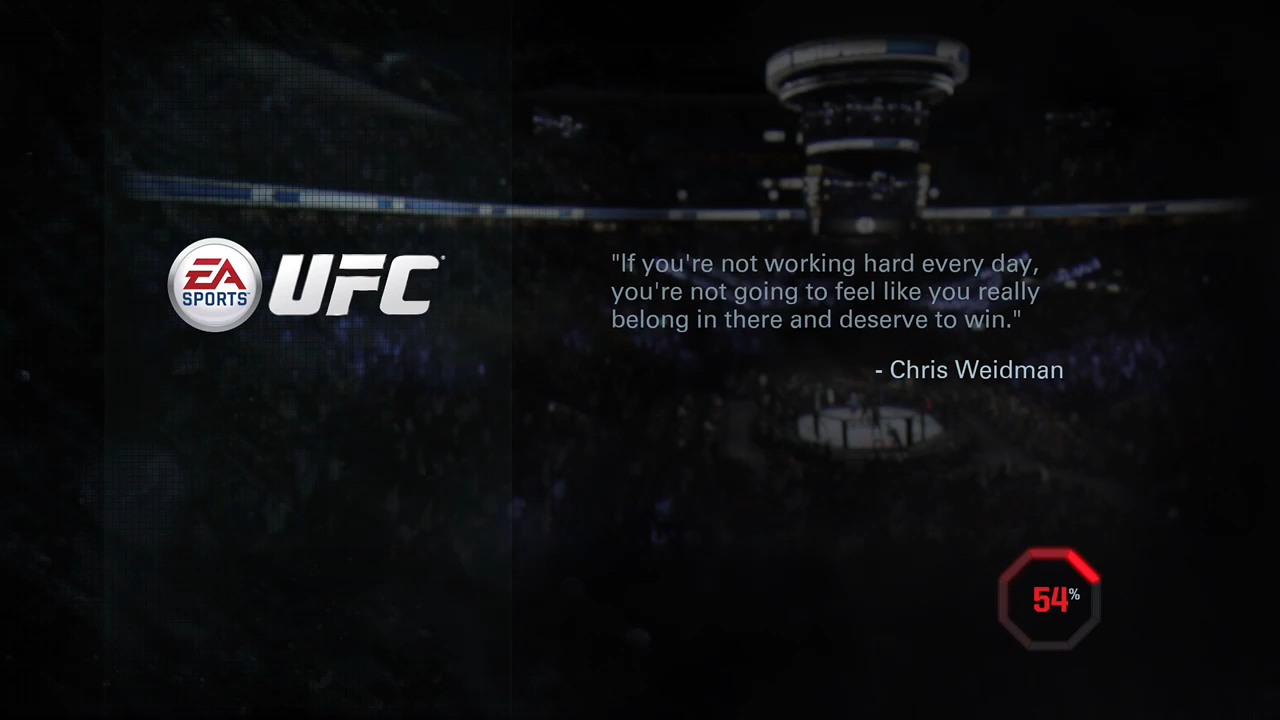 EA
SPORTS™
UFC®
"If you're not working hard every day,
you're not going to feel like you really
belong in there and deserve to win."
- Chris Weidman
54%